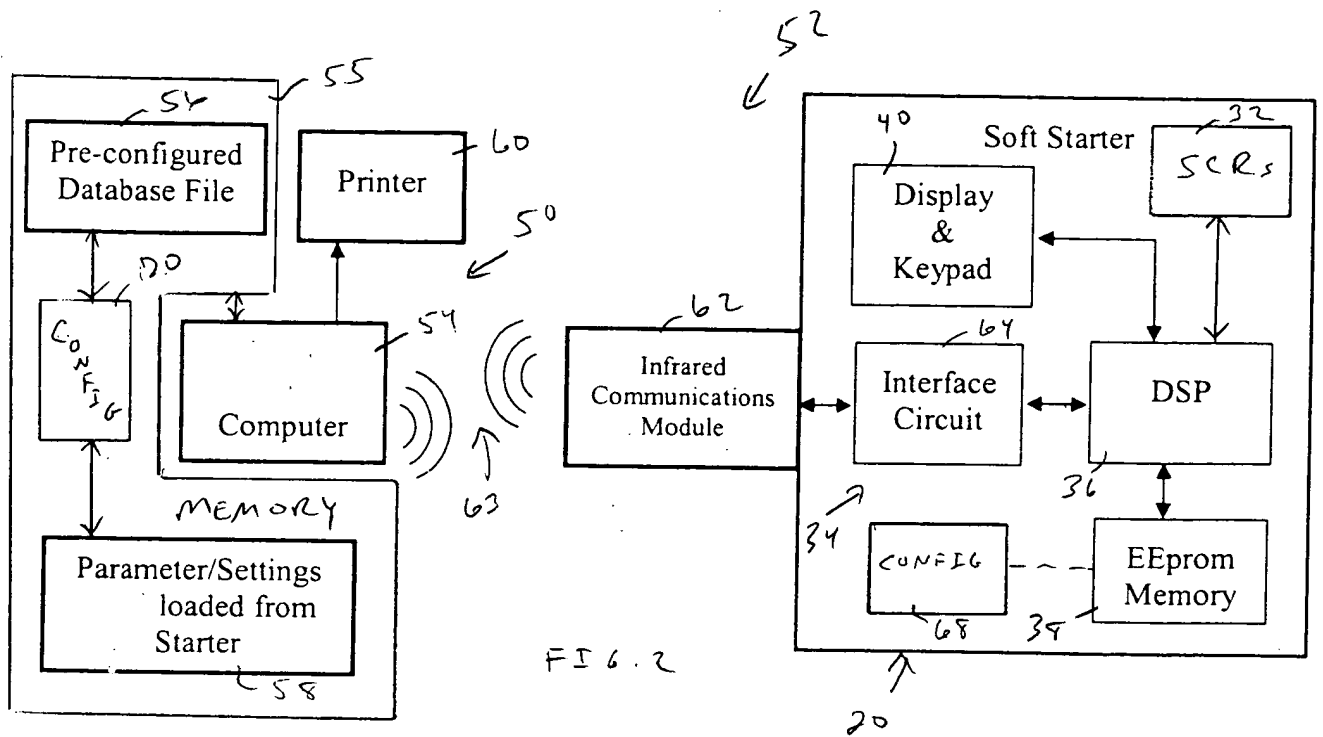 52
55
56
Pre-configured
Database File
60
Printer
50
CONFIG
54
Computer
63
MEMORY
Parameter/Settings
loaded from
Starter
58
62
Infrared
Communications
Module
Soft Starter
40
Display
&
Keypad
32
SCRs
64
Interface
Circuit
DSP
36
34
CONFIG
68
EEprom
Memory
38
20
FIG. 2